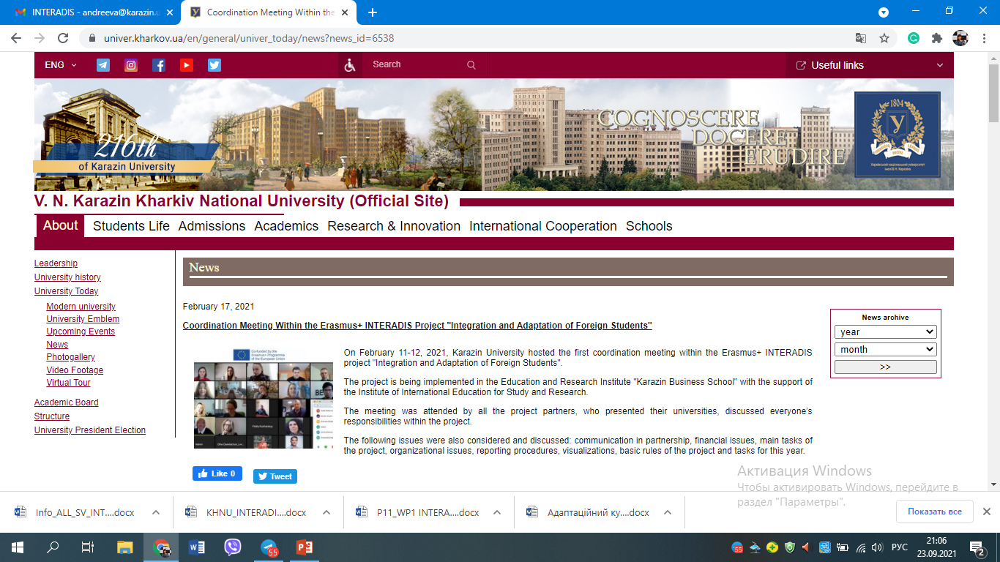 INTERADIS - andreeva@karazin.u
Coordination Meeting Within the
univer.kharkov.ua/en/general/univer_today/news?news_id=6538
ENG
Search
Useful links
216th
of Karazin University
COGNOSCERE
DOCERE
ERUDIRE
1804
У
V. N. Karazin Kharkiv National University (Official Site)
About Students Life Admissions Academics Research & Innovation International Cooperation Schools
Leadership
University history
University Today
Modern university
University Emblem
Upcoming Events
News
Photogallery
Video Footage
Virtual Tour
Academic Board
Structure
University President Election
News
February 17, 2021
Coordination Meeting Within the Erasmus+ INTERADIS Project "Integration and Adaptation of Foreign Students"
Co-funded by the
Erasmus+ Programme
of the European Union
On February 11-12, 2021, Karazin University hosted the first coordination meeting within the Erasmus+ INTERADIS
project "Integration and Adaptation of Foreign Students".
The project is being implemented in the Education and Research Institute "Karazin Business School" with the support of
the Institute of International Education for Study and Research.
The meeting was attended by all the project partners, who presented their universities, discussed everyone's
responsibilities within the project.
The following issues were also considered and discussed: communication in partnership, financial issues, main tasks of
the project, organizational issues, reporting procedures, visualizations, basic rules of the project and tasks for this year.
Like 0
Tweet
News archive
year
month
>>
Активация Windows
Чтобы активировать Windows, перейдите в
раздел "Параметры".
Info_ALL_SV_INT....docx
KHNU_INTERADI....docx
P11_WP1 INTERA....docx
Адаптаційний ку....docx
Показать все
55
55
РУС
21:06
23.09.2021
2